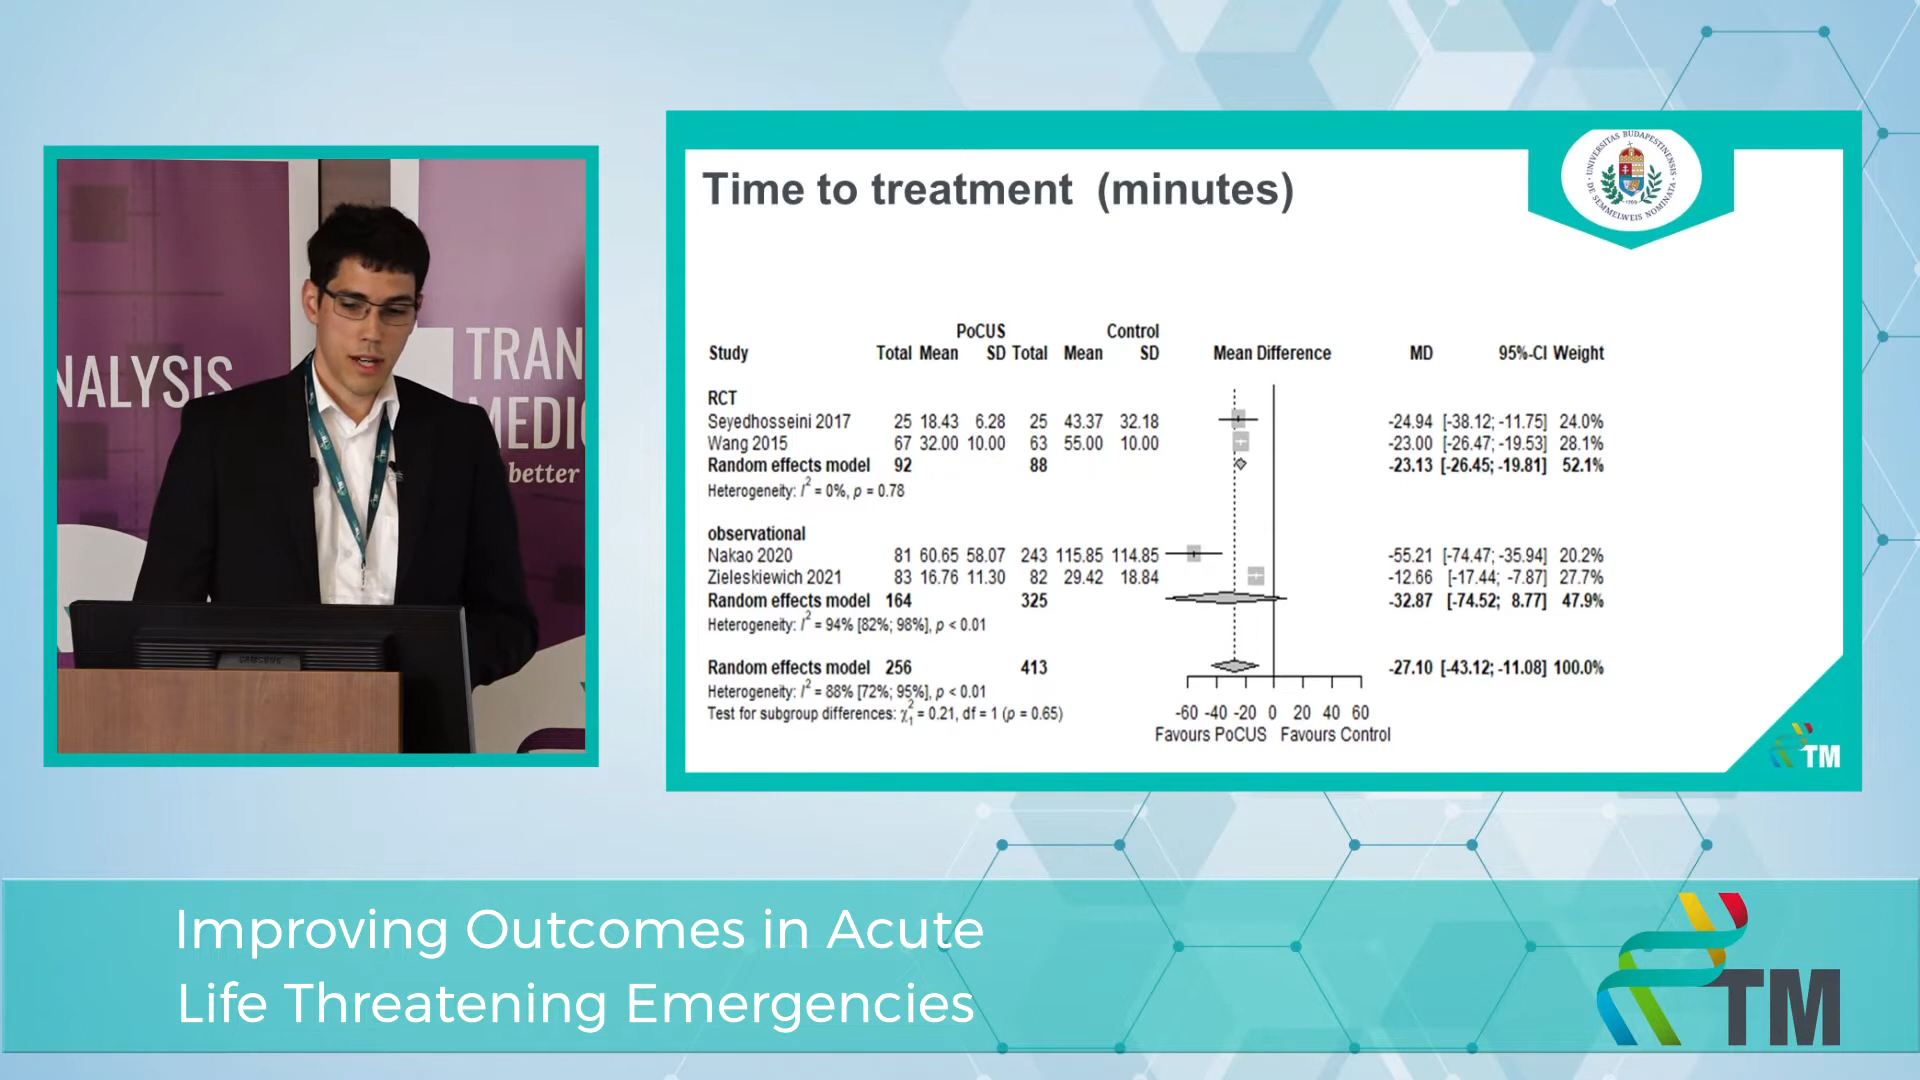 NALYSIS
TRAN
MEDIC
better
SAMSUNG
Time to treatment (minutes)
UNIVERSITAS BUDAPESTINENSIS DE SEMMELWEIS NOMINATA
PoCUS Control
Study Total Mean SD Total Mean SD Mean Difference MD 95%-CI Weight
RCT
Seyedhosseini 2017 25 18.43 6.28 25 43.37 32.18 -24.94 [-38.12; -11.75] 24.0%
Wang 2015 67 32.00 10.00 63 55.00 10.00 -23.00 [-26.47; -19.53] 28.1%
Random effects model 92 88 -23.13 [-26.45; -19.81] 52.1%
Heterogeneity: I² = 0%, p = 0.78
observational
Nakao 2020 81 60.65 58.07 243 115.85 114.85 -55.21 [-74.47; -35.94] 20.2%
Zieleskiewich 2021 83 16.76 11.30 82 29.42 18.84 -12.66 [-17.44; -7.87] 27.7%
Random effects model 164 325 -32.87 [-74.52; 8.77] 47.9%
Heterogeneity: I² = 94% [82%; 98%], p < 0.01
Random effects model 256 413 -27.10 [-43.12; -11.08] 100.0%
Heterogeneity: I² = 88% [72%; 95%], p < 0.01
Test for subgroup differences: χ²₁ = 0.21, df = 1 (p = 0.65)
-60 -40 -20 0 20 40 60
Favours PoCUS Favours Control
TM
Improving Outcomes in Acute
Life Threatening Emergencies
TM